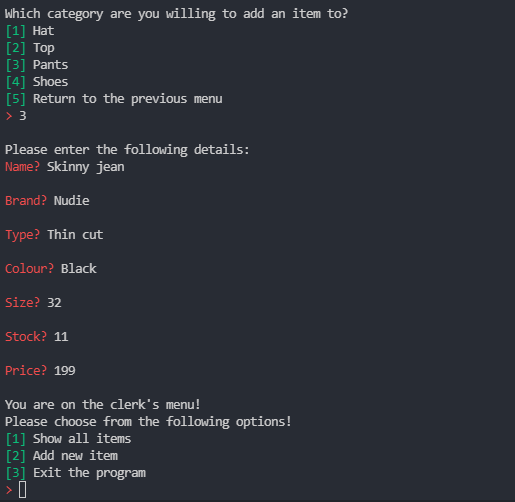 Which category are you willing to add an item to?
[1] Hat
[2] Top
[3] Pants
[4] Shoes
[5] Return to the previous menu
> 3
Please enter the following details:
Name? Skinny jean
Brand? Nudie
Type? Thin cut
Colour? Black
Size? 32
Stock? 11
Price? 199
You are on the clerk's menu!
Please choose from the following options!
[1] Show all items
[2] Add new item
[3] Exit the program
>